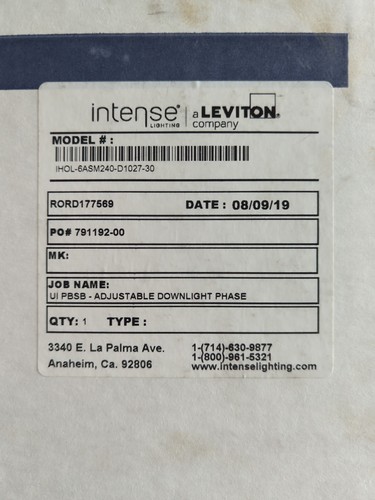 intense LIGHTING a LEVITON. company
MODEL # :
IHOL-6ASM240-D1027-30
RORD177569 DATE : 08/09/19
PO# 791192-00
MK:
JOB NAME:
UI PBSB - ADJUSTABLE DOWNLIGHT PHASE
QTY: 1 TYPE :
3340 E. La Palma Ave. 1-(714)-630-9877
Anaheim, Ca. 92806 1-(800)-961-5321
www.intenselighting.com